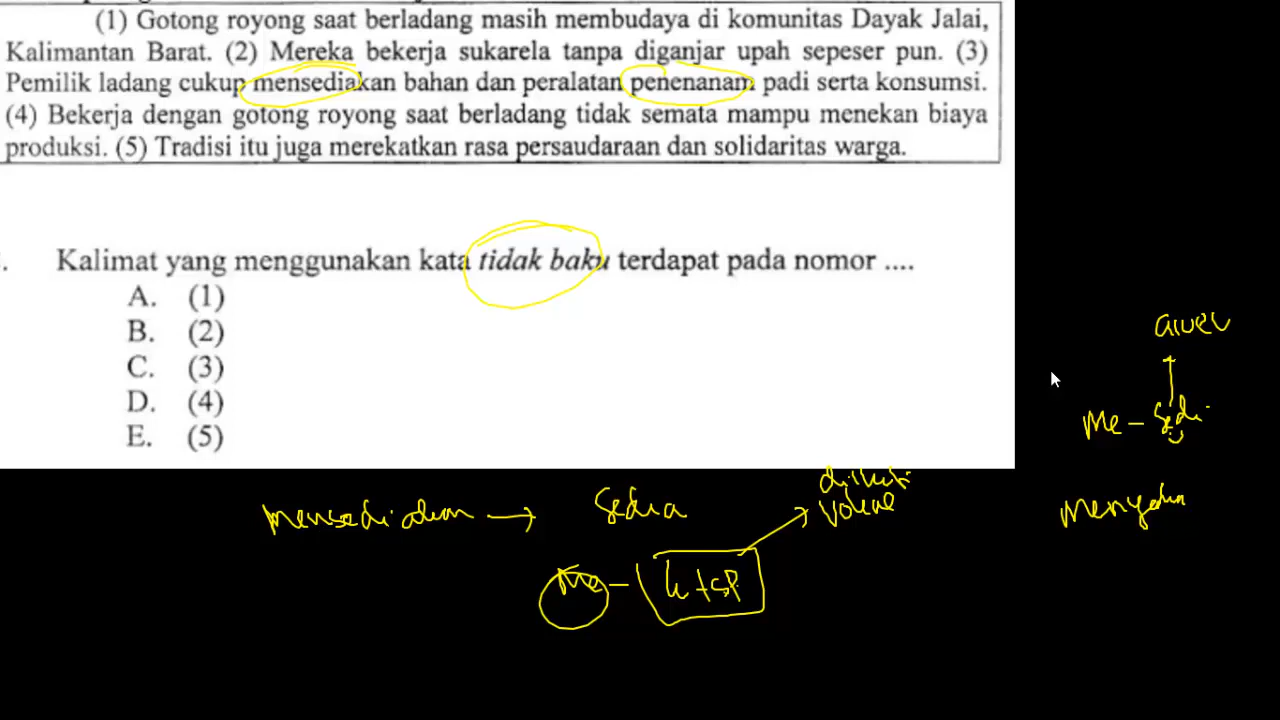 (1) Gotong royong saat berladang masih membudaya di komunitas Dayak Jalai,
Kalimantan Barat. (2) Mereka bekerja sukarela tanpa diganjar upah sepeser pun. (3)
Pemilik ladang cukup mensediakan bahan dan peralatan penenanam padi serta konsumsi.
(4) Bekerja dengan gotong royong saat berladang tidak semata mampu menekan biaya
produksi. (5) Tradisi itu juga merekatkan rasa persaudaraan dan solidaritas warga.
Kalimat yang menggunakan kata tidak baku terdapat pada nomor ....
A. (1)
B. (2)
C. (3)
D. (4)
E. (5)
Me - sedi
mensediakan → sedia
vokal
Me - ktsp